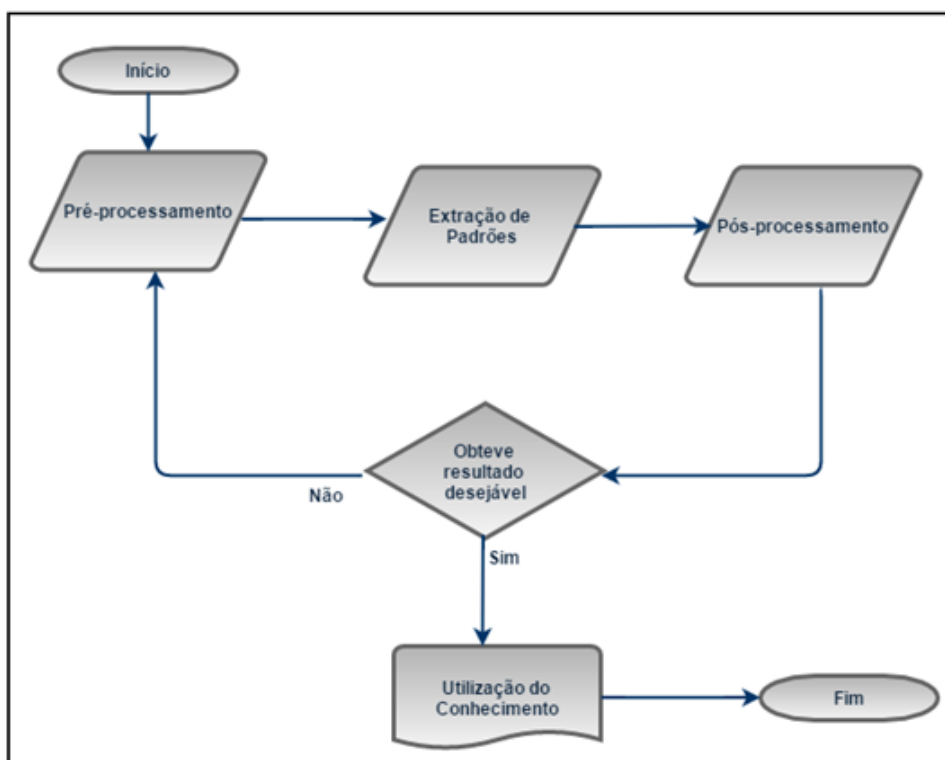 Início
Pré-processamento
Extração de
Padrões
Pós-processamento
Obteve
resultado
desejável
Não
Sim
Utilização do
Conhecimento
Fim